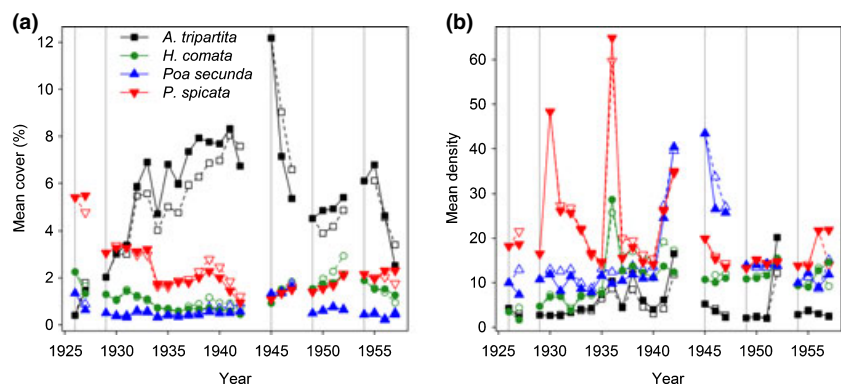 (a)
(b)
A. tripartita
H. comata
Poa secunda
P. spicata
12
10
8
6
4
2
0
Mean cover (%)
1925 1930 1935 1940 1945 1950 1955
Year
60
50
40
30
20
10
0
Mean density
1925 1930 1935 1940 1945 1950 1955
Year